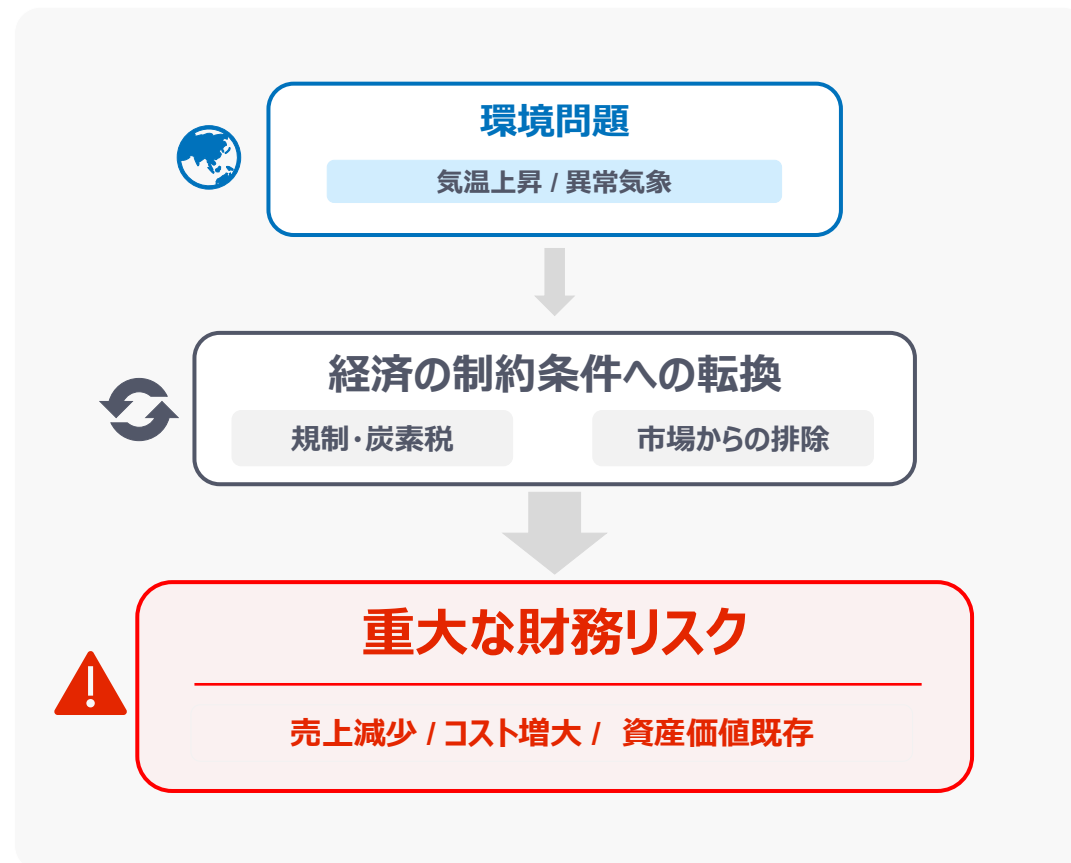 環境問題
気温上昇 / 異常気象
経済の制約条件への転換
規制・炭素税
市場からの排除
重大な財務リスク
売上減少 / コスト増大 / 資産価値既存